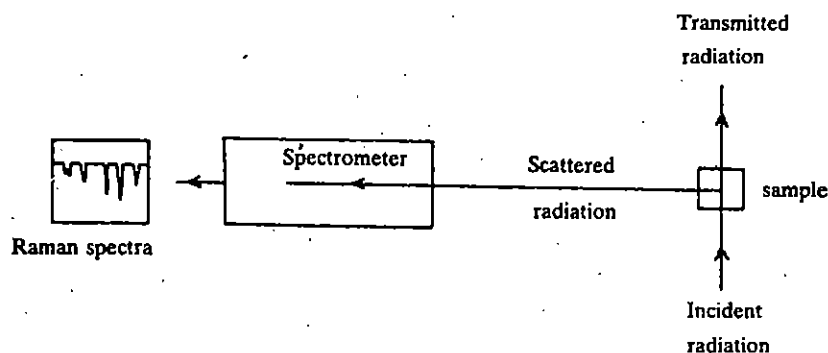 Transmitted
radiation
Spectrometer
Scattered
radiation
sample
Raman spectra
Incident
radiation